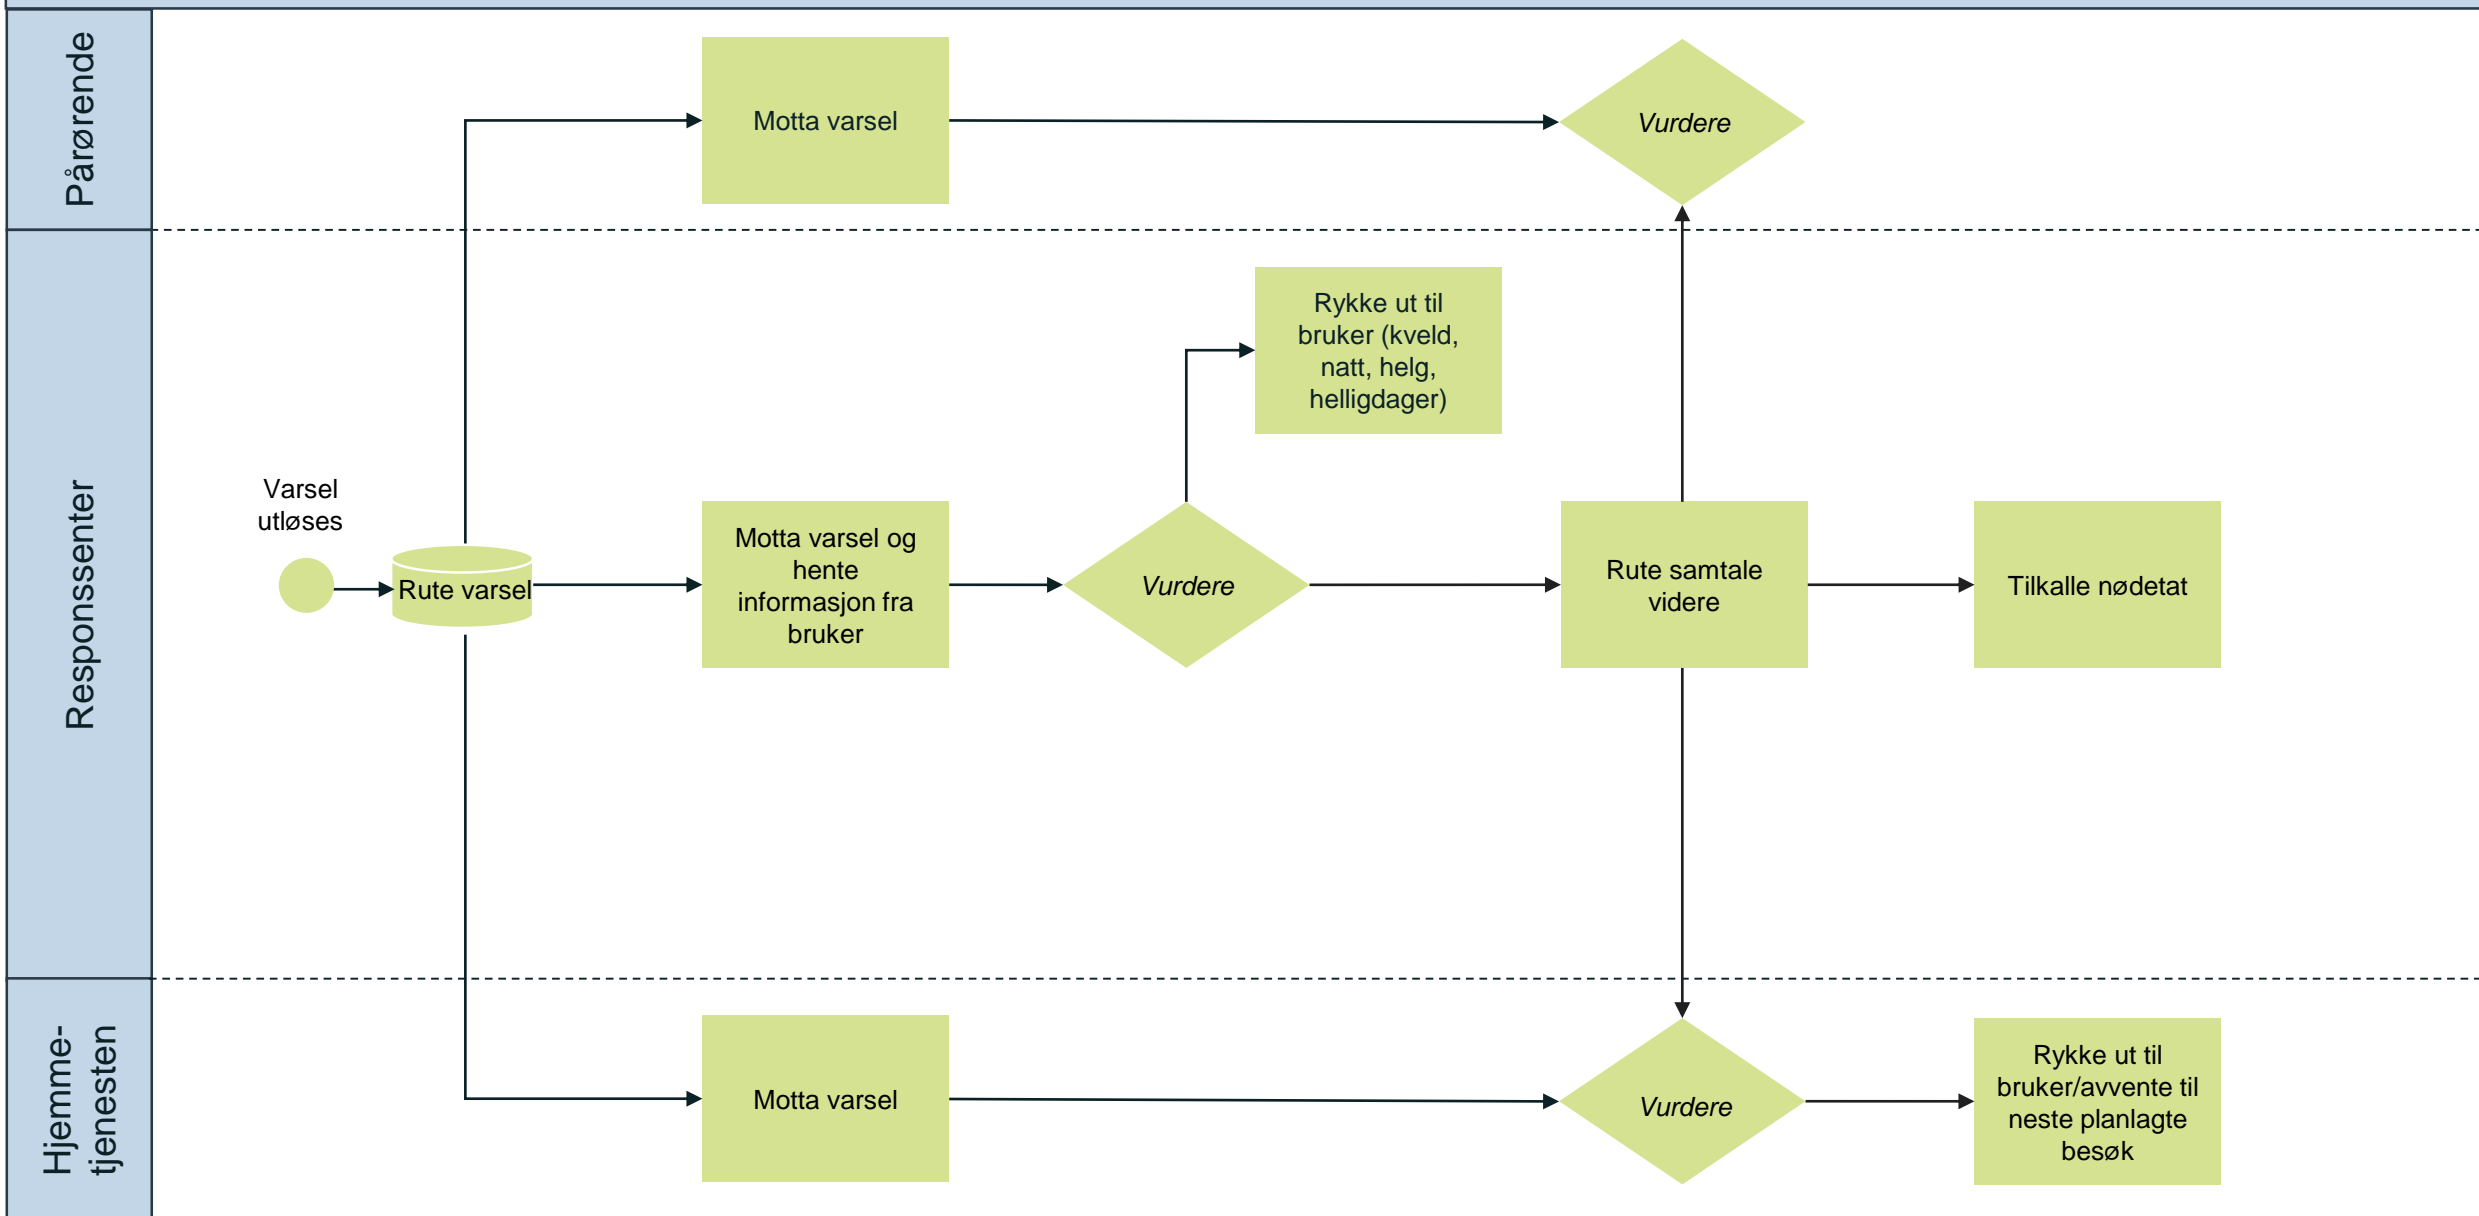 Pårørende
Motta varsel
Vurdere
Responssenter
Rykke ut til
bruker (kveld,
natt, helg,
helligdager)
Varsel
utløses
Rute varsel
Motta varsel og
hente
informasjon fra
bruker
Vurdere
Rute samtale
videre
Tilkalle nødetat
Hjemme-
tjenesten
Motta varsel
Vurdere
Rykke ut til
bruker/avvente til
neste planlagte
besøk